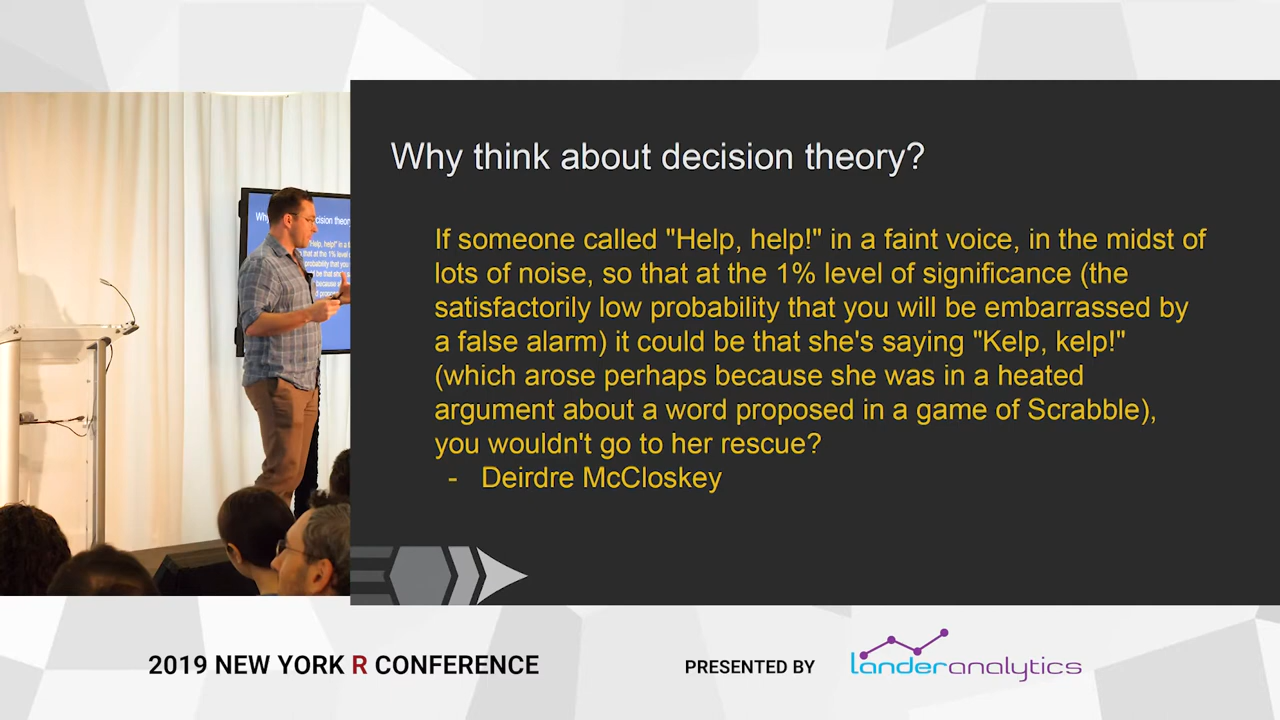 Why think about decision theory?
If someone called "Help, help!" in a faint voice, in the midst of
lots of noise, so that at the 1% level of significance (the
satisfactorily low probability that you will be embarrassed by
a false alarm) it could be that she's saying "Kelp, kelp!"
(which arose perhaps because she was in a heated
argument about a word proposed in a game of Scrabble),
you wouldn't go to her rescue?
- Deirdre McCloskey
2019 NEW YORK R CONFERENCE
PRESENTED BY
landeranalytics